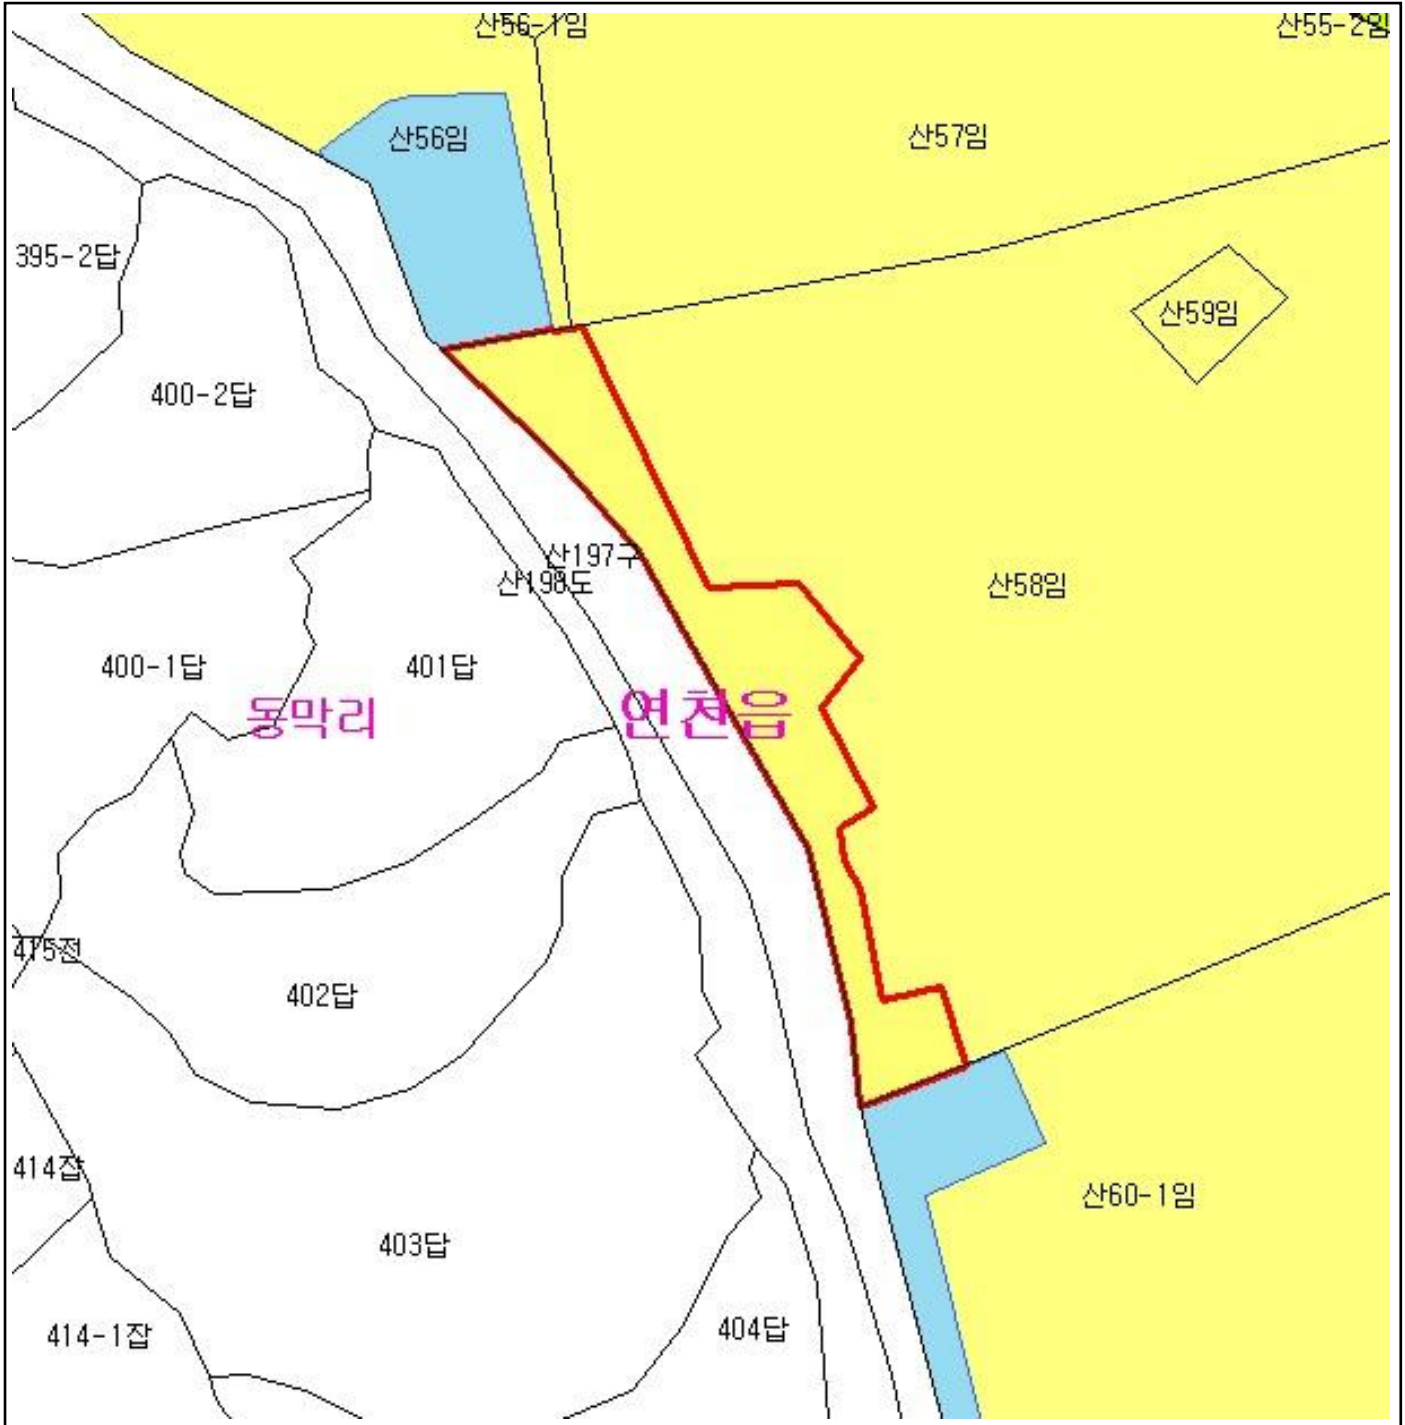 산56-1임
산55-2임
산56임
산57임
395-2답
산59임
400-2답
산197구
산198도
산58임
400-1답
401답
동막리
연천읍
415전
402답
414잡
산60-1임
403답
404답
414-1잡